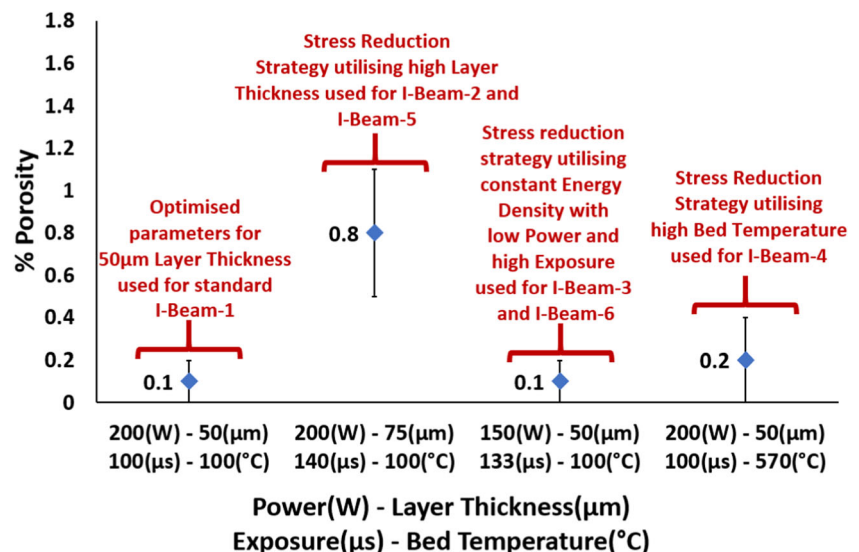 1.8
1.6
1.4
1.2
1
0.8
0.6
0.4
0.2
0
% Porosity
Optimised
parameters for
50µm Layer Thickness
used for standard
I-Beam-1
0.1
Stress Reduction
Strategy utilising high Layer
Thickness used for I-Beam-2 and
I-Beam-5
0.8
Stress reduction
strategy utilising
constant Energy
Density with
low Power and
high Exposure
used for I-Beam-3
and I-Beam-6
0.1
Stress Reduction
Strategy utilising
high Bed Temperature
used for I-Beam-4
0.2
200(W) - 50(µm)
100(µs) - 100(°C)
200(W) - 75(µm)
140(µs) - 100(°C)
150(W) - 50(µm)
133(µs) - 100(°C)
200(W) - 50(µm)
100(µs) - 570(°C)
Power(W) - Layer Thickness(µm)
Exposure(µs) - Bed Temperature(°C)